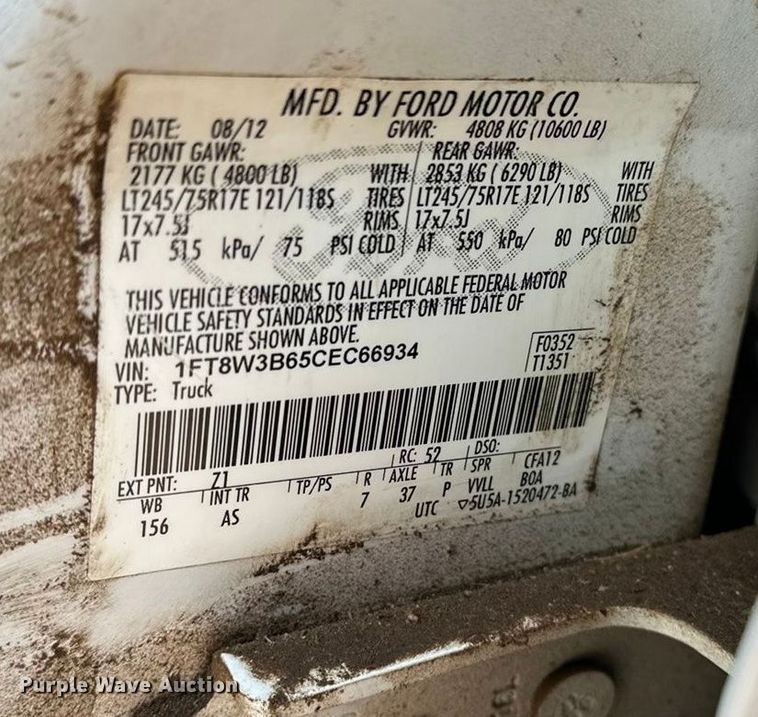 MFD. BY FORD MOTOR CO.
DATE: 08/12 GVWR: 4808 KG (10600 LB)
FRONT GAWR: REAR GAWR:
2177 KG ( 4800 LB) WITH 2853 KG ( 6290 LB) WITH
LT245/75R17E 121/118S TIRES LT245/75R17E 121/118S TIRES
17x7.5J RIMS 17x7.5J RIMS
AT 515 kPa/ 75 PSI COLD AT 550 kPa/ 80 PSI COLD
THIS VEHICLE CONFORMS TO ALL APPLICABLE FEDERAL MOTOR
VEHICLE SAFETY STANDARDS IN EFFECT ON THE DATE OF
MANUFACTURE SHOWN ABOVE.
VIN: 1FT8W3B65CEC66934 F0352
TYPE: Truck T1351
EXT PNT: Z1 RC: 52 DSO:
WB INT TR TP/PS R AXLE TR SPR CFA12
156 AS 7 37 P VVLL BOA
UTC ▽5U5A-1520472-BA
Purple Wave Auction